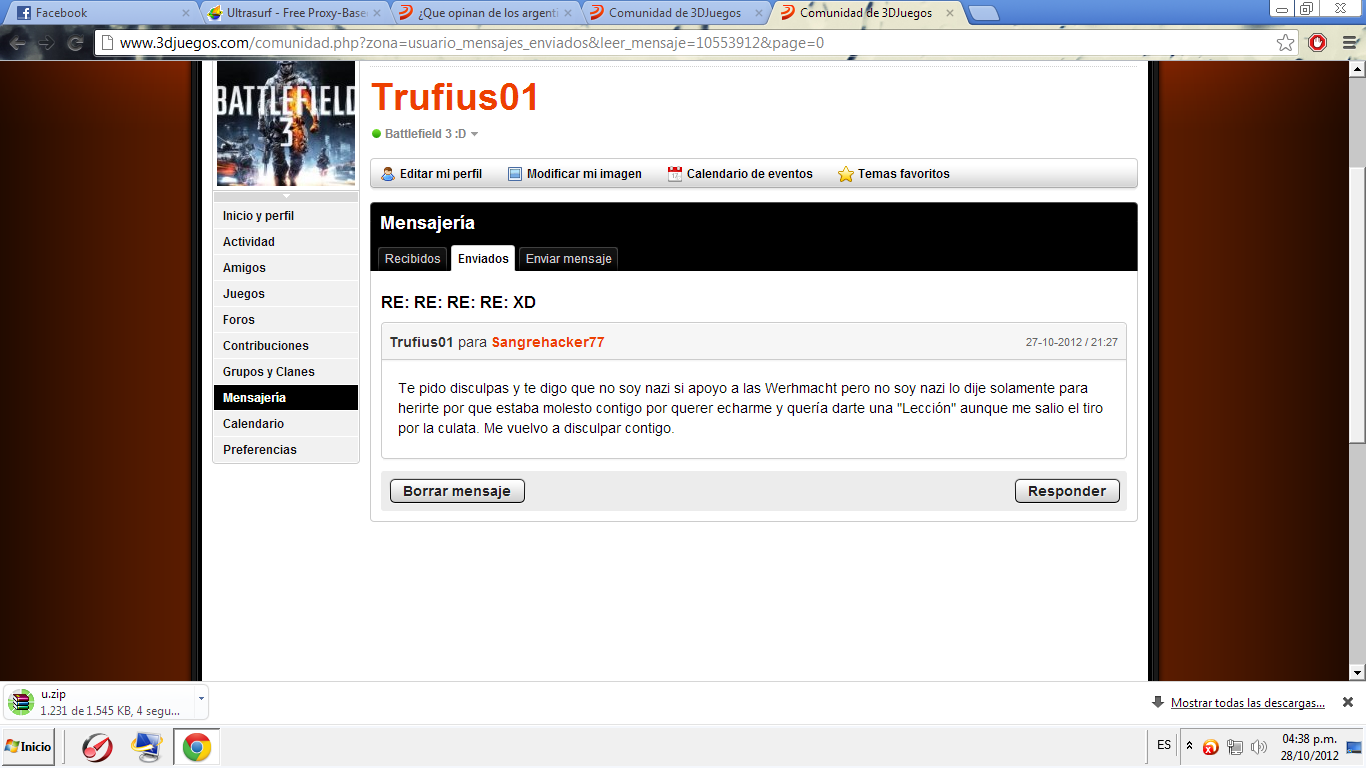 Facebook
Ultrasurf - Free Proxy-Base
¿Que opinan de los argenti
Comunidad de 3DJuegos
Comunidad de 3DJuegos
www.3djuegos.com/comunidad.php?zona=usuario_mensajes_enviados&leer_mensaje=10553912&page=0
BATTLEFIELD
3
Trufius01
Battlefield 3 :D
Editar mi perfil
Modificar mi imagen
Calendario de eventos
Temas favoritos
Inicio y perfil
Actividad
Amigos
Juegos
Foros
Contribuciones
Grupos y Clanes
Mensajería
Calendario
Preferencias
Mensajería
Recibidos
Enviados
Enviar mensaje
RE: RE: RE: RE: XD
Trufius01 para Sangrehacker77
27-10-2012 / 21:27
Te pido disculpas y te digo que no soy nazi si apoyo a las Werhmacht pero no soy nazi lo dije solamente para
herirte por que estaba molesto contigo por querer echarme y quería darte una "Lección" aunque me salio el tiro
por la culata. Me vuelvo a disculpar contigo.
Borrar mensaje
Responder
u.zip
1.231 de 1.545 KB, 4 segu...
Mostrar todas las descargas...
Inicio
ES
04:38 p.m.
28/10/2012